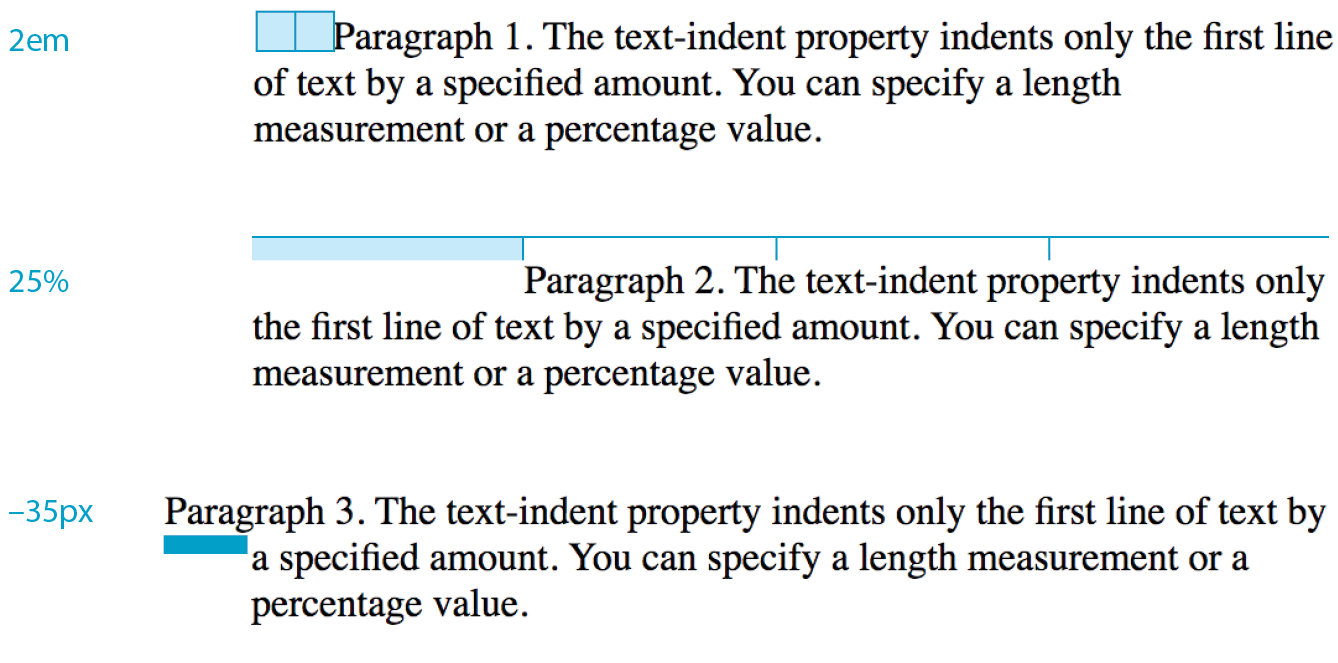 2em
Paragraph 1. The text-indent property indents only the first line
of text by a specified amount. You can specify a length
measurement or a percentage value.
25%
Paragraph 2. The text-indent property indents only
the first line of text by a specified amount. You can specify a length
measurement or a percentage value.
–35px
Paragraph 3. The text-indent property indents only the first line of text by
a specified amount. You can specify a length measurement or a
percentage value.